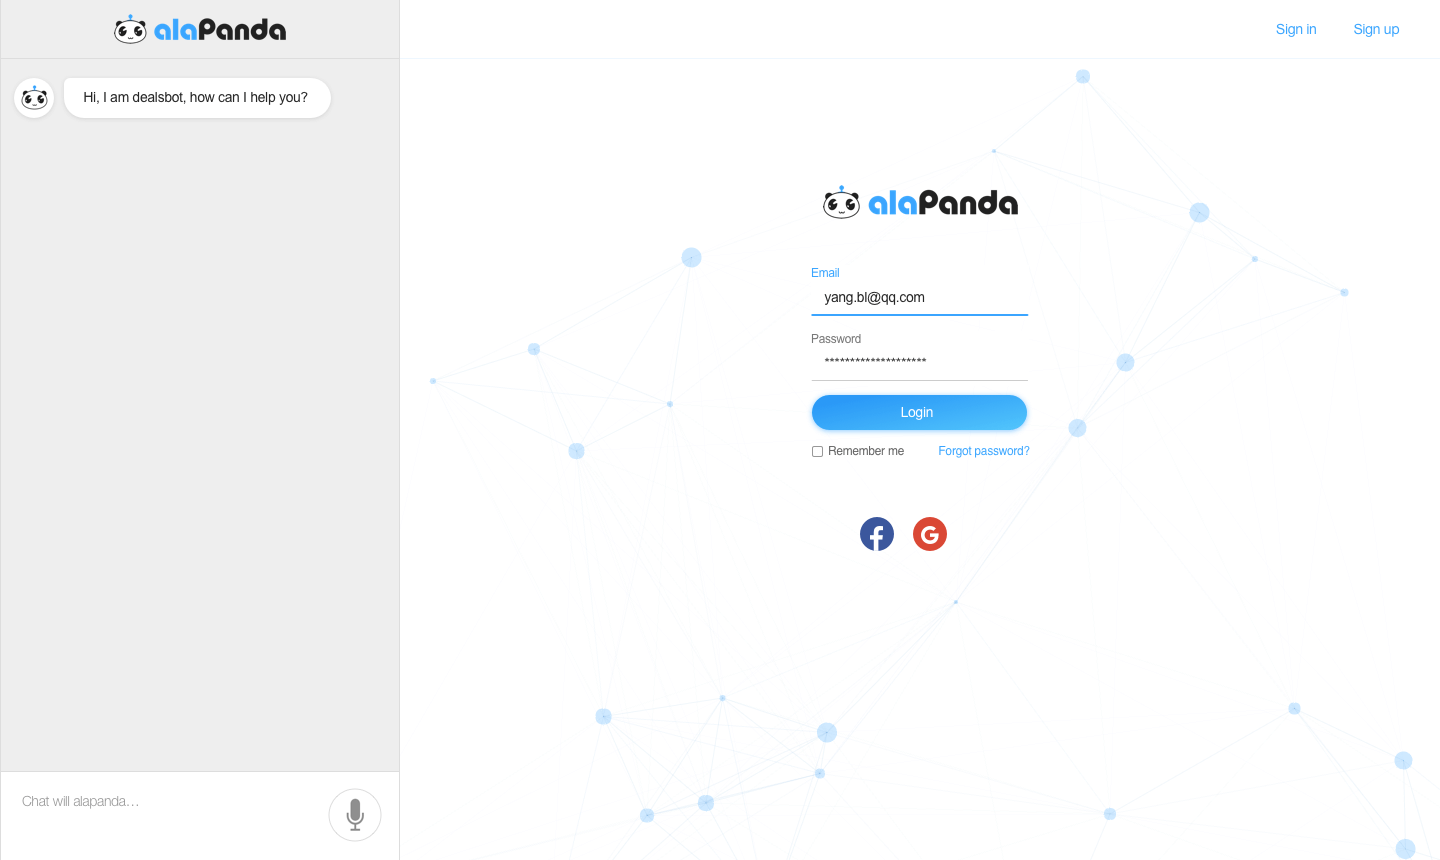 alaPanda
Sign in
Sign up
Hi, I am dealsbot, how can I help you?
alaPanda
Email
yang.bl@qq.com
Password
********************
Login
Remember me
Forgot password?
Chat will alapanda...